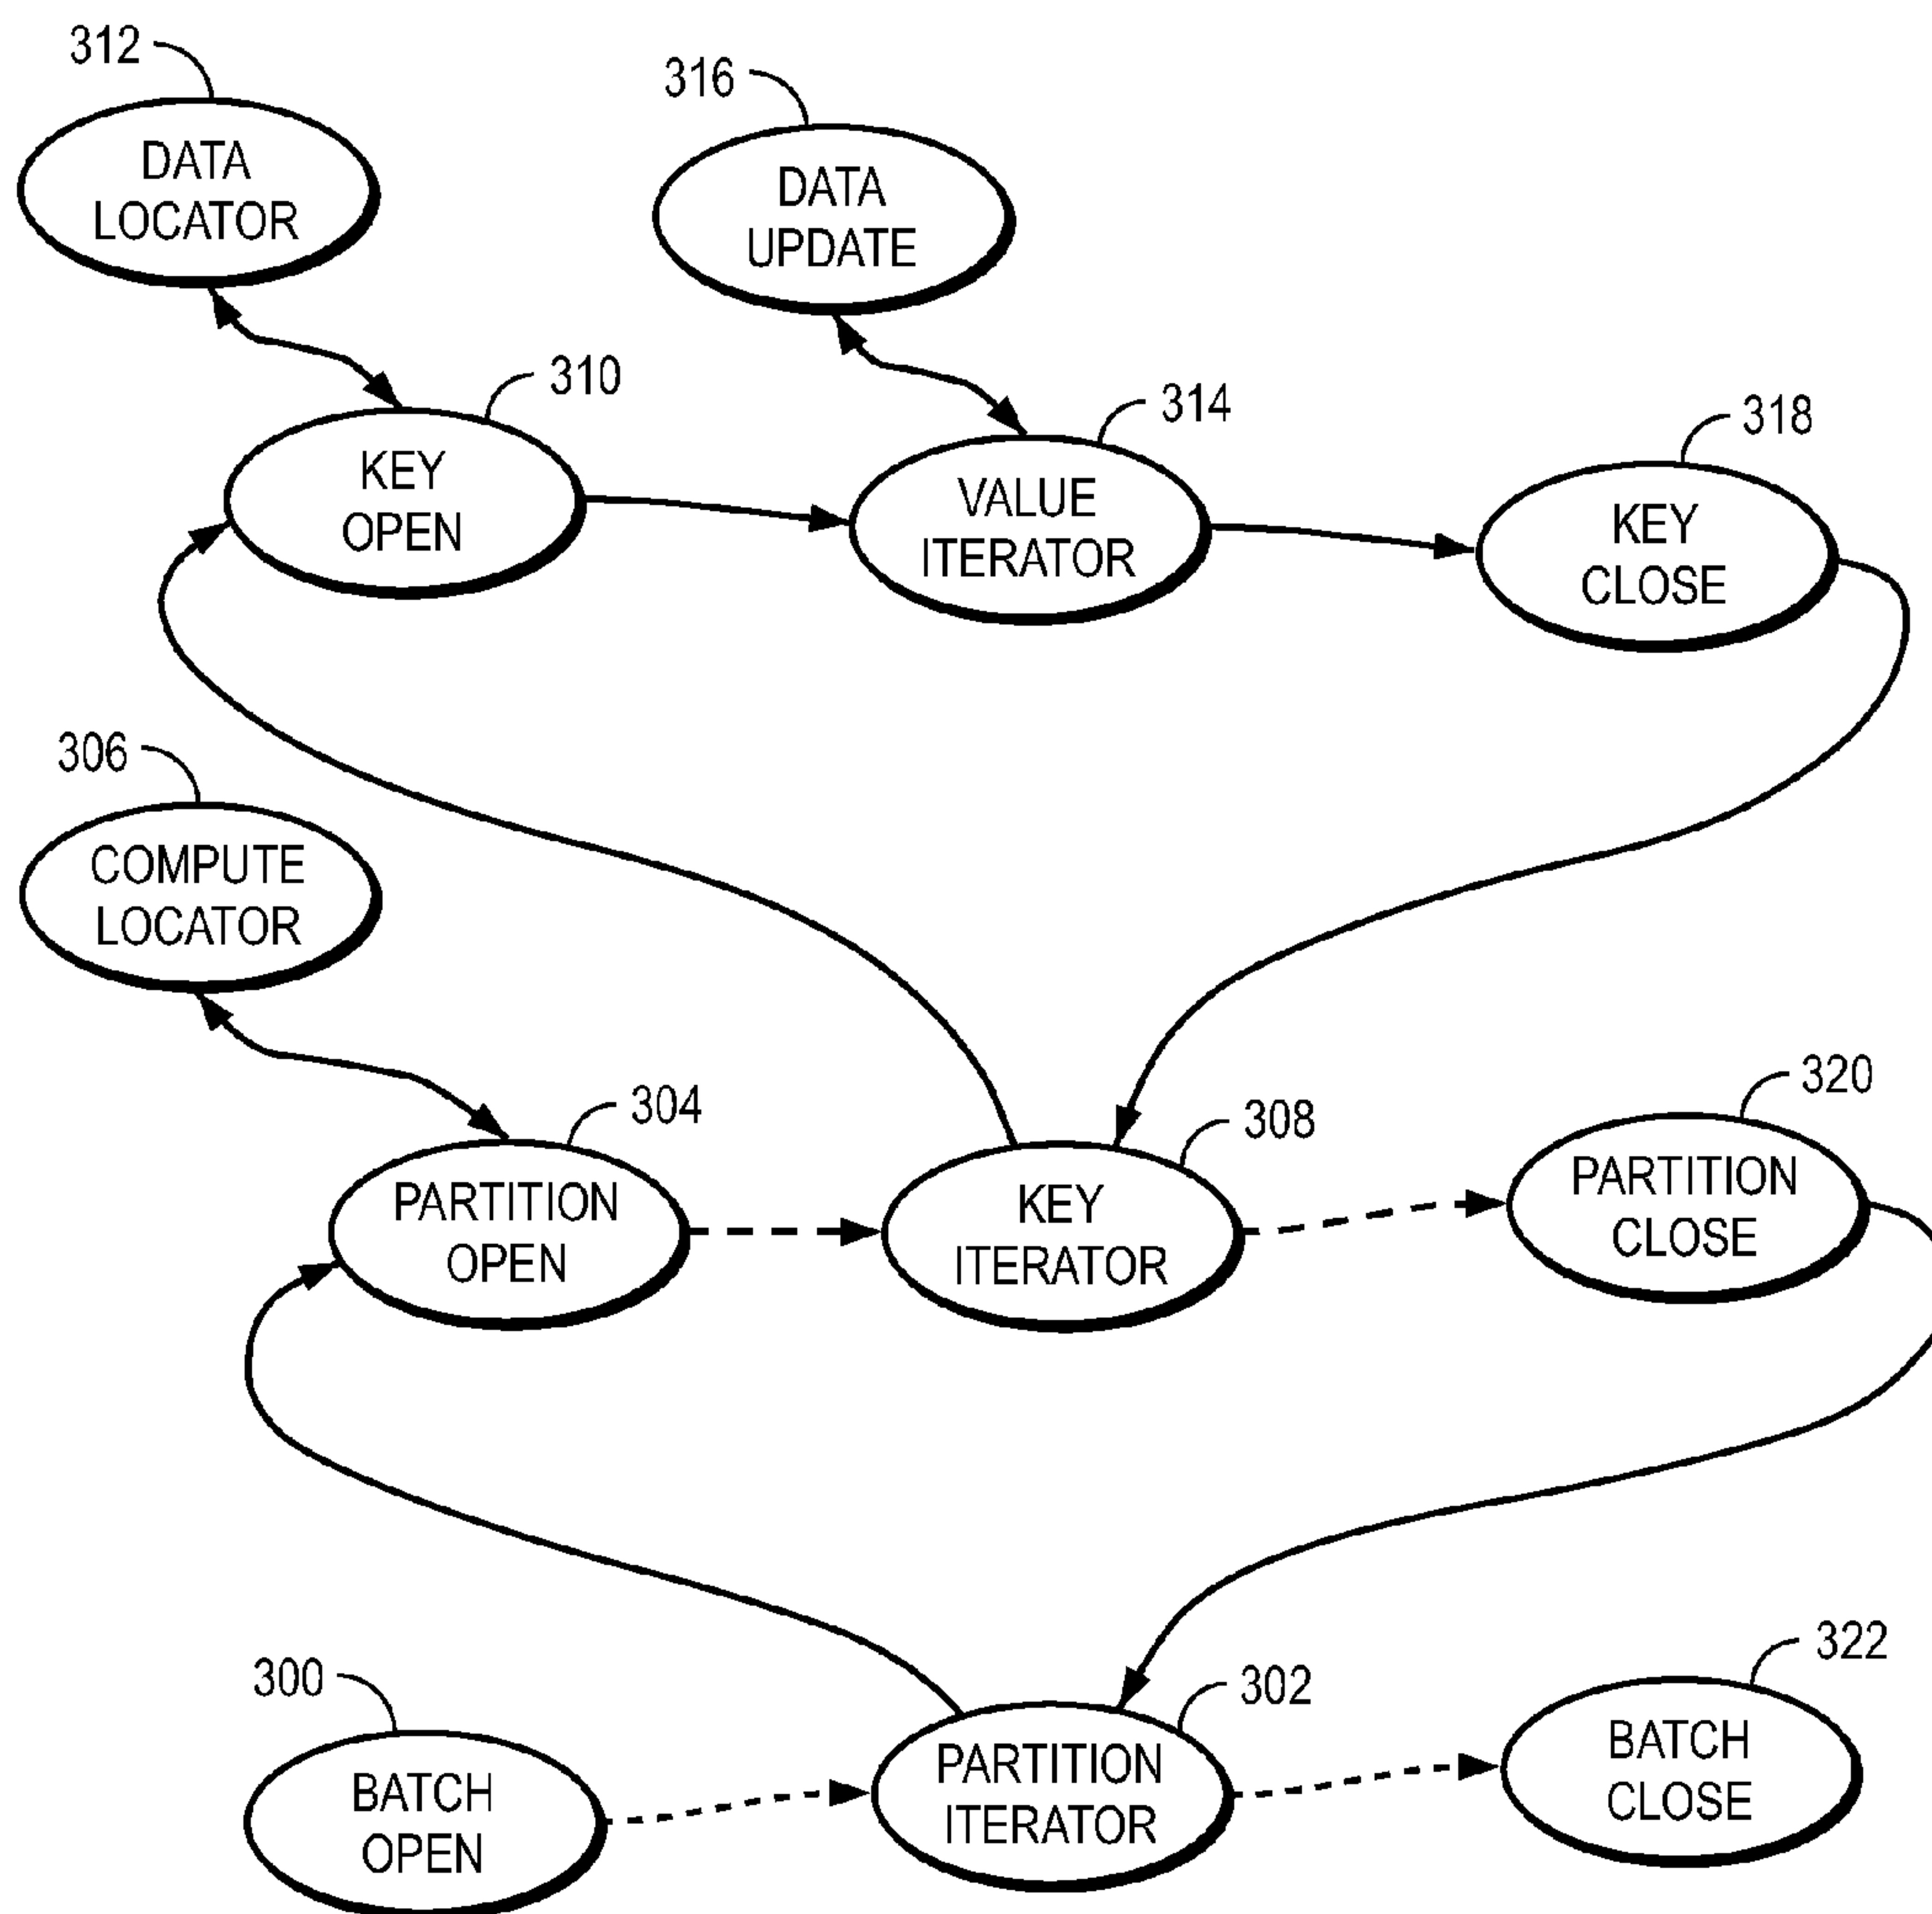 312
DATA
LOCATOR
316
DATA
UPDATE
310
KEY
OPEN
314
VALUE
ITERATOR
318
KEY
CLOSE
306
COMPUTE
LOCATOR
304
PARTITION
OPEN
308
KEY
ITERATOR
320
PARTITION
CLOSE
300
BATCH
OPEN
302
PARTITION
ITERATOR
322
BATCH
CLOSE